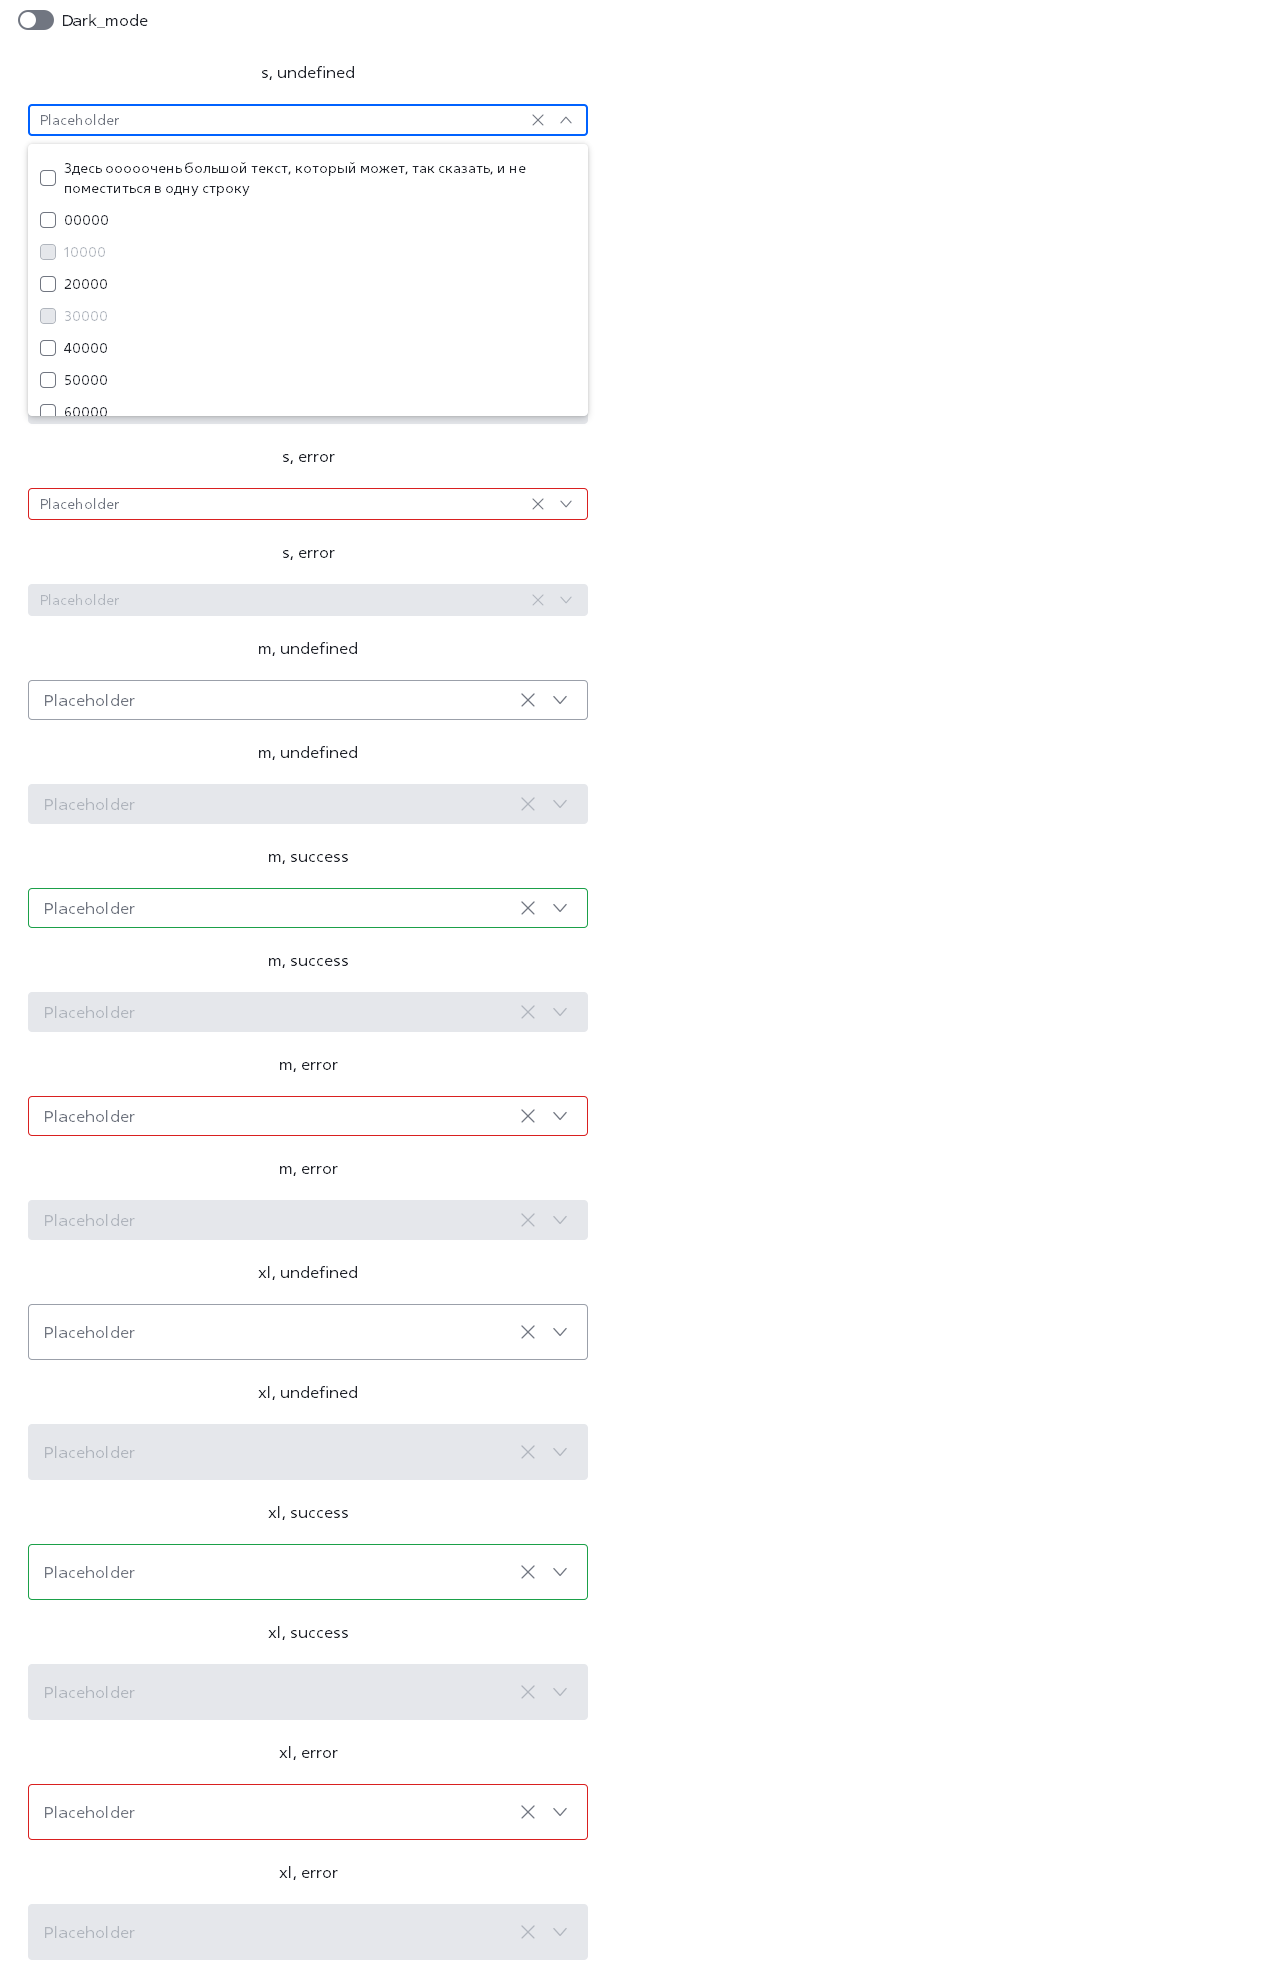 Dark_mode
s, undefined
Placeholder
Здесь ооооочень большой текст, который может, так сказать, и не
поместиться в одну строку
00000
10000
20000
30000
40000
50000
60000
s, error
Placeholder
s, error
Placeholder
m, undefined
Placeholder
m, undefined
Placeholder
m, success
Placeholder
m, success
Placeholder
m, error
Placeholder
m, error
Placeholder
xl, undefined
Placeholder
xl, undefined
Placeholder
xl, success
Placeholder
xl, success
Placeholder
xl, error
Placeholder
xl, error
Placeholder